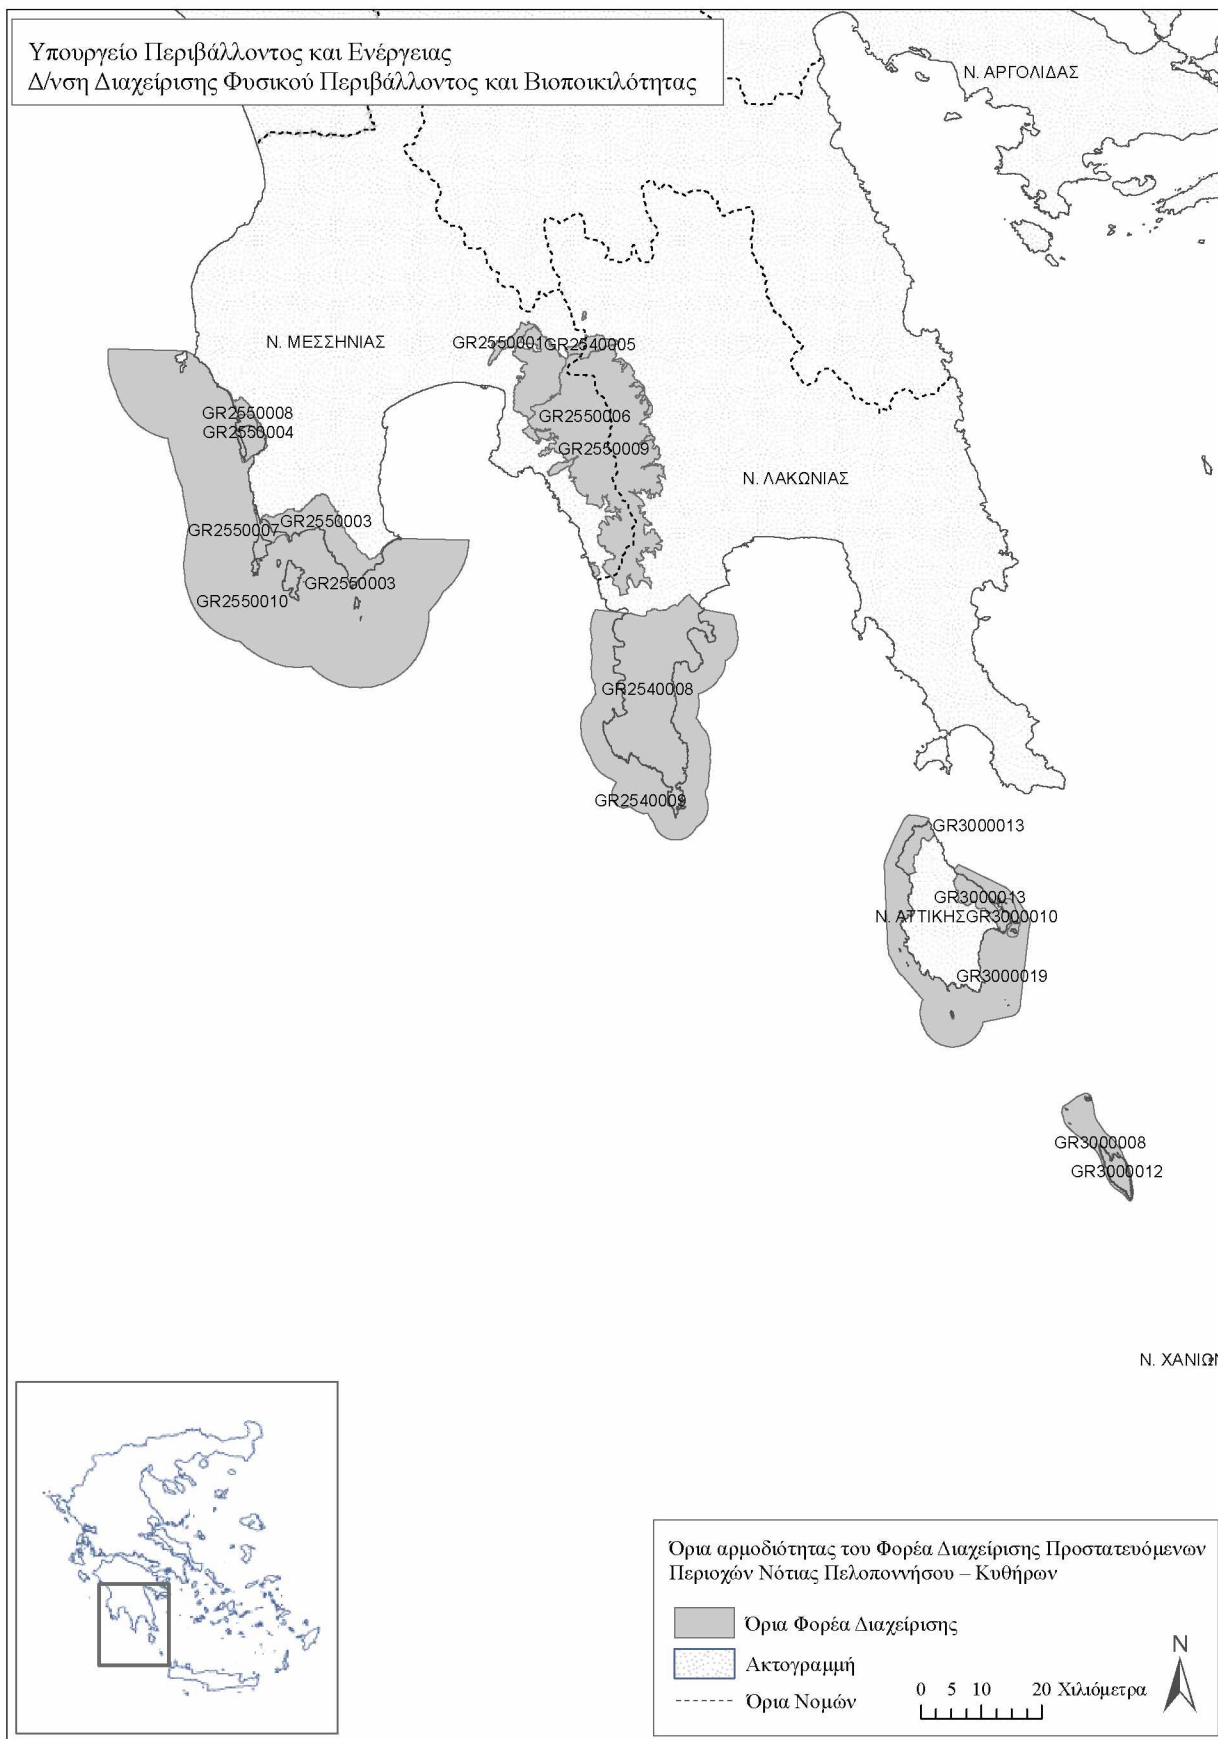 Υπουργείο Περιβάλλοντος και Ενέργειας
Δ/νση Διαχείρισης Φυσικού Περιβάλλοντος και Βιοποικιλότητας
Ν. ΑΡΓΟΛΙΔΑΣ
Ν. ΜΕΣΣΗΝΙΑΣ
GR2550001
GR2540005
GR2550008
GR2550004
GR2550006
GR2550009
Ν. ΛΑΚΩΝΙΑΣ
GR2550003
GR2550007
GR2550003
GR2550010
GR2540008
GR2540009
GR3000013
GR3000013
Ν. ΑΤΤΙΚΗΣ
GR3000010
GR3000019
GR3000008
GR3000012
Ν. ΧΑΝΙΩΝ
Όρια αρμοδιότητας του Φορέα Διαχείρισης Προστατευόμενων
Περιοχών Νότιας Πελοποννήσου – Κυθήρων
Όρια Φορέα Διαχείρισης
Ακτογραμμή
Όρια Νομών
0 5 10 20 Χιλιόμετρα
N